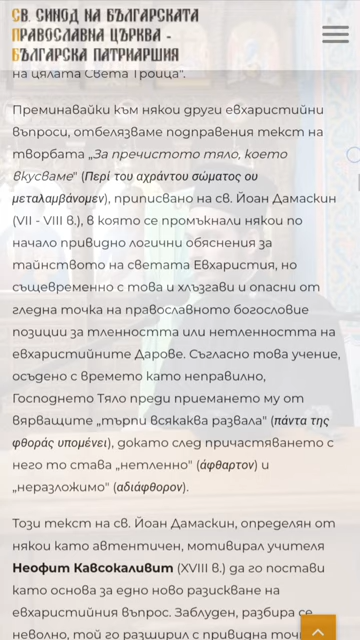 СВ. СИНОД НА БЪЛГАРСКАТА
ПРАВОСЛАВНА ЦЪРКВА -
БЪЛГАРСКА ПАТРИАРШИЯ
на цялата Света Троица".
Преминавайки към някои други евхаристийни
въпроси, отбелязваме подправения текст на
творбата „За пречистото тяло, което
вкусваме" (Περί του αχράντου σώματος ου
μεταλαμβάνομεν), приписвано на св. Йоан Дамаскин
(VII - VIII в.), в която се промъкнали някои по
начало привидно логични обяснения за
тайнството на светата Евхаристия, но
същевременно с това и хлъзгави и опасни от
гледна точка на православното богословие
позиции за тленността или нетленността на
евхаристийните Дарове. Съгласно това учение,
осъдено с времето като неправилно,
Господнето Тяло преди приемането му от
вярващите „търпи всякаква развала" (πάντα της
φθοράς υπομένει), докато след причастяването с
него то става „нетленно" (άφθαρτον) и
„неразложимо" (αδιάφθορον).
Този текст на св. Йоан Дамаскин, определян от
някои като автентичен, мотивирал учителя
Неофит Кавсокаливит (XVIII в.) да го постави
като основа за едно ново разискване на
евхаристийния въпрос. Заблуден, разбира се
неволно, той го разширил с привидна